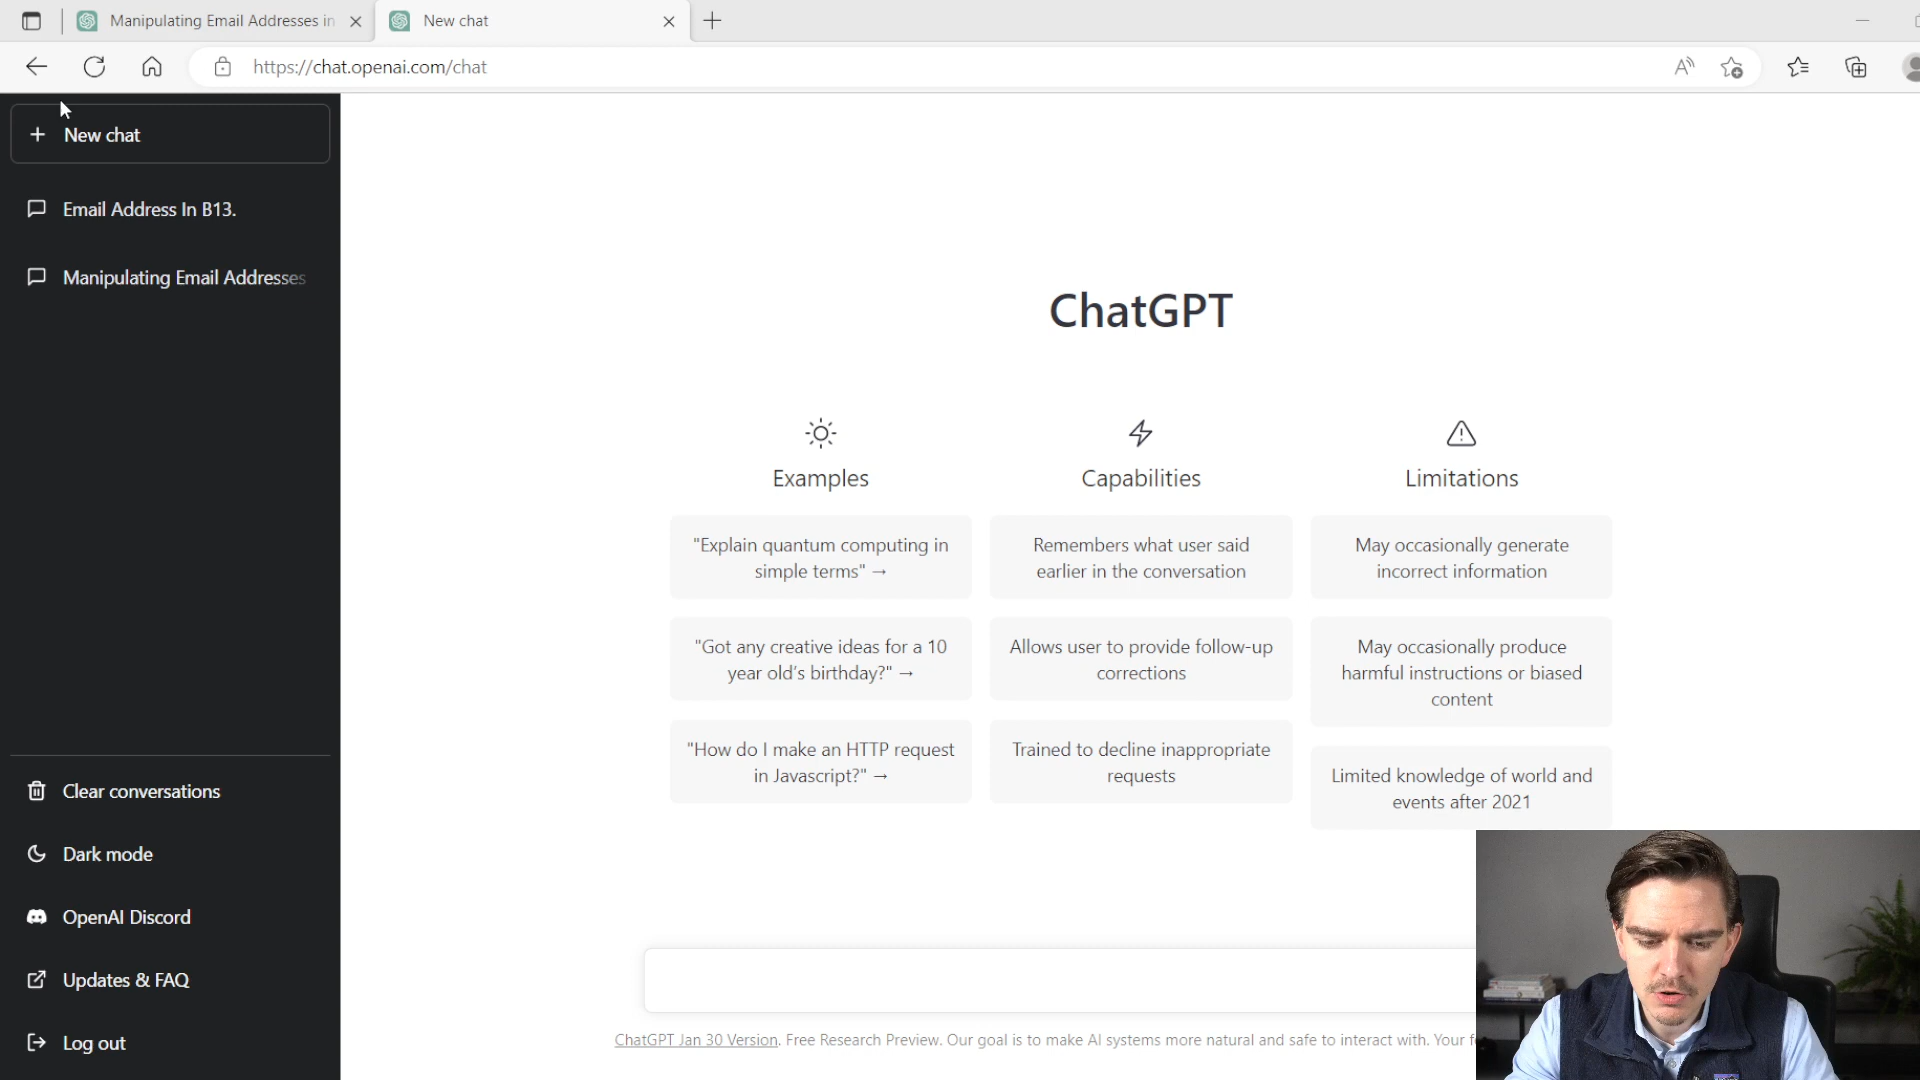 Manipulating Email Addresses in
New chat
https://chat.openai.com/chat
New chat
Email Address In B13.
Manipulating Email Addresses
Clear conversations
Dark mode
OpenAI Discord
Updates & FAQ
Log out
ChatGPT
Examples
"Explain quantum computing in
simple terms" →
"Got any creative ideas for a 10
year old's birthday?" →
"How do I make an HTTP request
in Javascript?" →
Capabilities
Remembers what user said
earlier in the conversation
Allows user to provide follow-up
corrections
Trained to decline inappropriate
requests
Limitations
May occasionally generate
incorrect information
May occasionally produce
harmful instructions or biased
content
Limited knowledge of world and
events after 2021
ChatGPT Jan 30 Version. Free Research Preview. Our goal is to make AI systems more natural and safe to interact with. Your